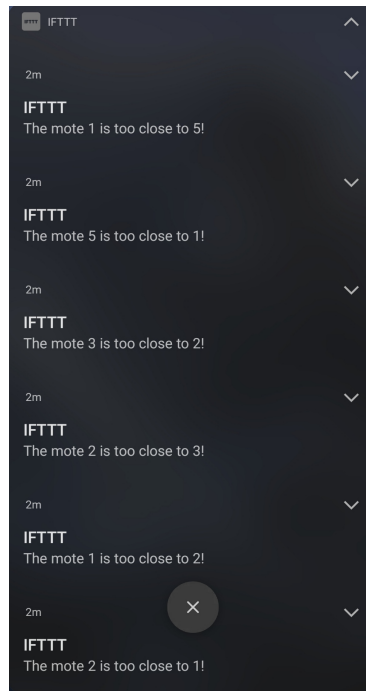 IFTTT IFTTT
2m
IFTTT
The mote 1 is too close to 5!
2m
IFTTT
The mote 5 is too close to 1!
2m
IFTTT
The mote 3 is too close to 2!
2m
IFTTT
The mote 2 is too close to 3!
2m
IFTTT
The mote 1 is too close to 2!
2m
IFTTT
The mote 2 is too close to 1!